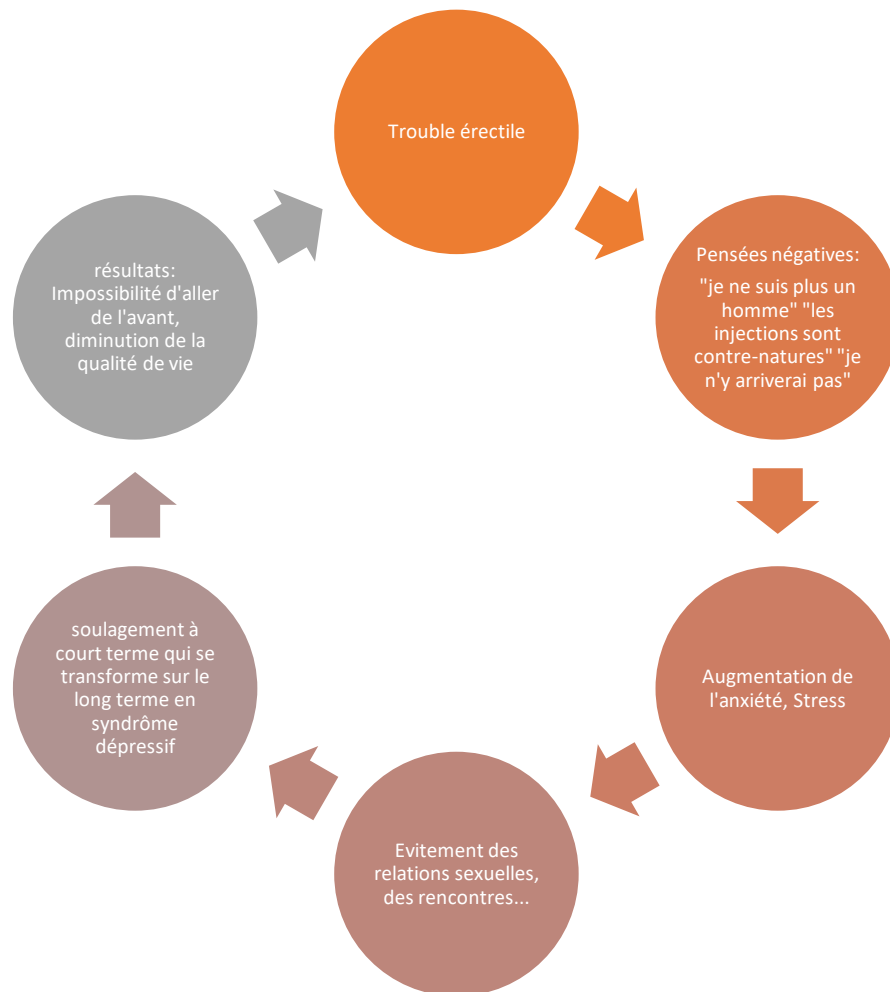 Trouble érectile
Pensées négatives:
"je ne suis plus un
homme" "les
injections sont
contre-natures" "je
n'y arriverai pas"
Augmentation de
l'anxiété, Stress
Evitement des
relations sexuelles,
des rencontres...
soulagement à
court terme qui se
transforme sur le
long terme en
syndrôme
dépressif
résultats:
Impossibilité d'aller
de l'avant,
diminution de la
qualité de vie